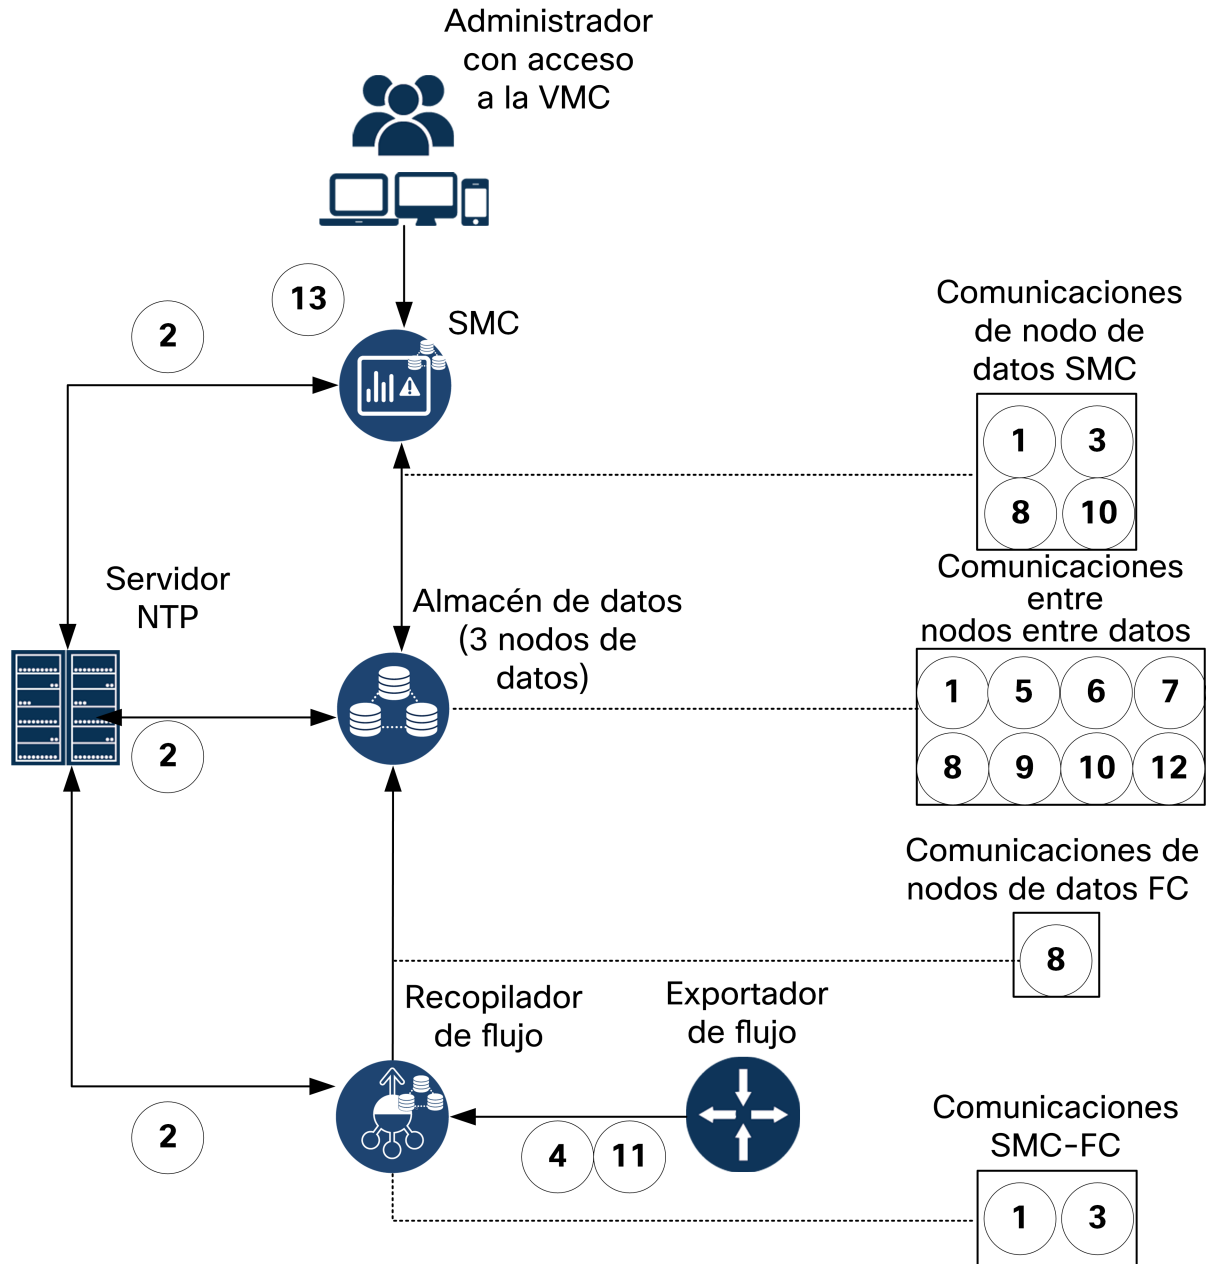 Administrador
con acceso
a la VMC
13
2
SMC
Comunicaciones
de nodo de
datos SMC
1 3
8 10
Servidor
NTP
Almacén de datos
(3 nodos de
datos)
Comunicaciones
entre
nodos entre datos
1 5 6 7
8 9 10 12
2
Comunicaciones de
nodos de datos FC
8
Recopilador
de flujo
Exportador
de flujo
2
4 11
Comunicaciones
SMC-FC
1 3